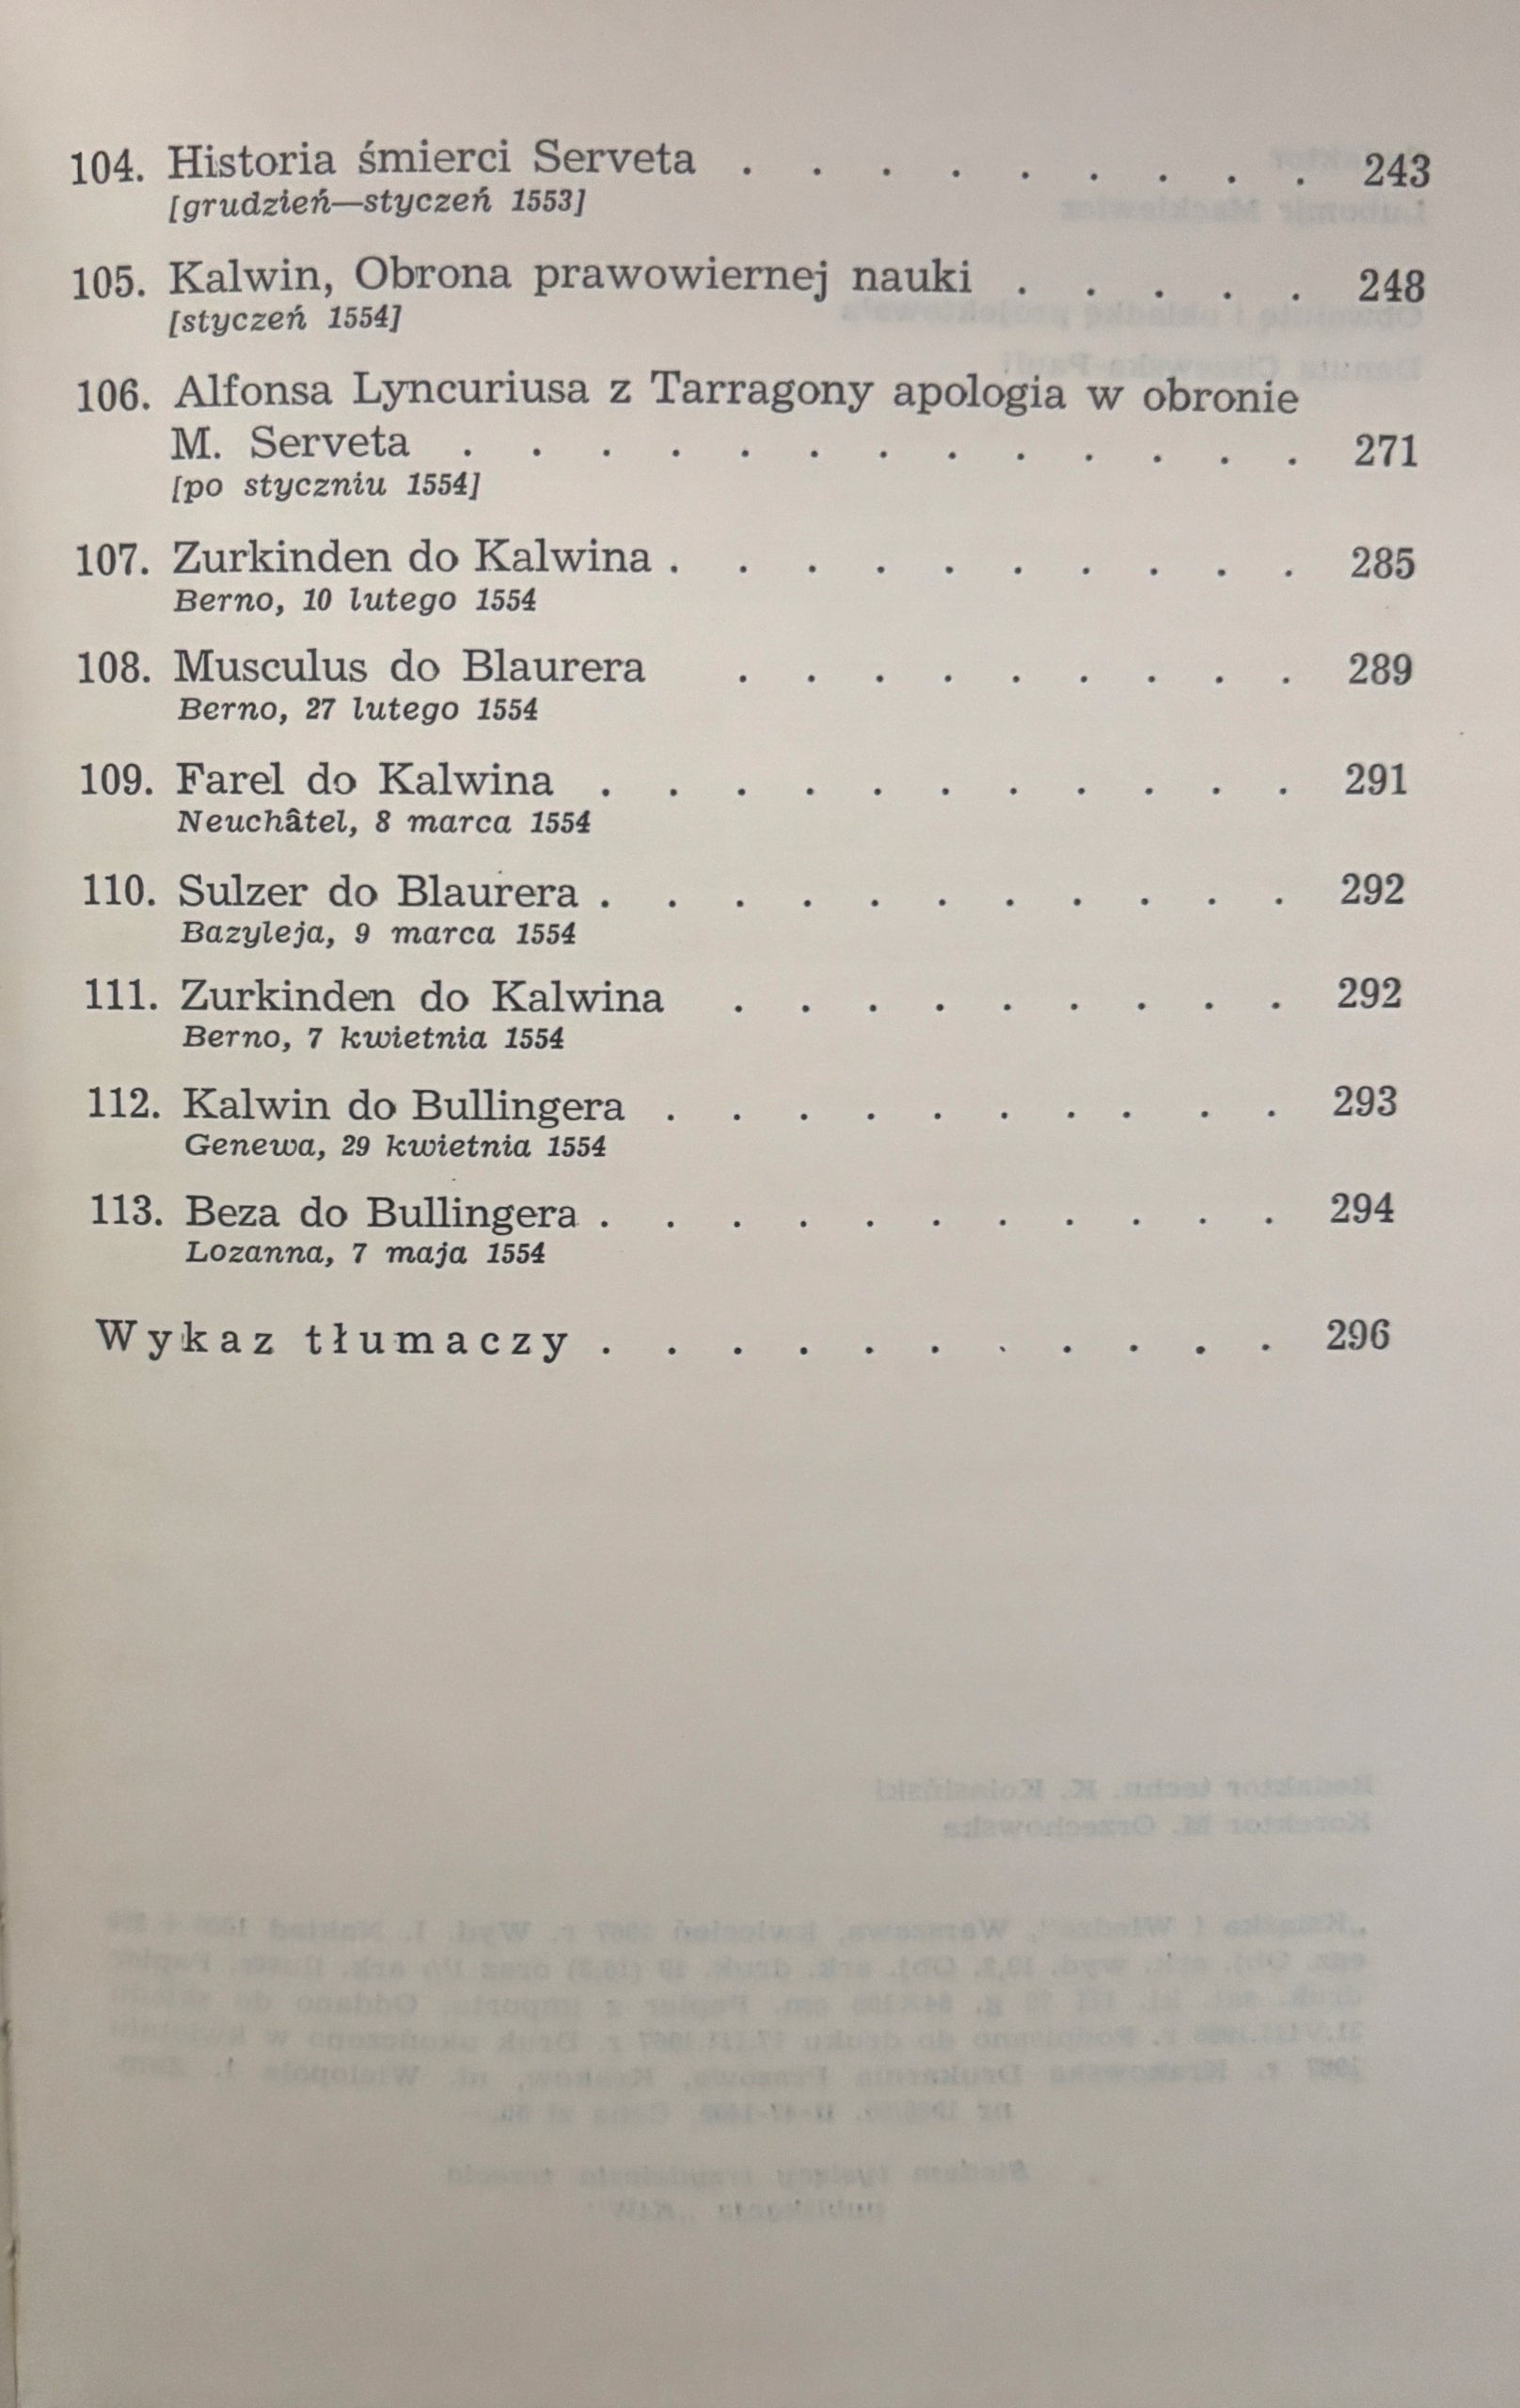 104. Historia śmierci Serveta . . . . . . . . . 243
[grudzień—styczeń 1553]
105. Kalwin, Obrona prawowiernej nauki . . . . . 248
[styczeń 1554]
106. Alfonsa Lyncuriusa z Tarragony apologia w obronie
M. Serveta . . . . . . . . . . . . . 271
[po styczniu 1554]
107. Zurkinden do Kalwina . . . . . . . . . . 285
Berno, 10 lutego 1554
108. Musculus do Blaurera . . . . . . . . . 289
Berno, 27 lutego 1554
109. Farel do Kalwina . . . . . . . . . . . 291
Neuchâtel, 8 marca 1554
110. Sulzer do Blaurera . . . . . . . . . . . 292
Bazyleja, 9 marca 1554
111. Zurkinden do Kalwina . . . . . . . . . 292
Berno, 7 kwietnia 1554
112. Kalwin do Bullingera . . . . . . . . . . 293
Genewa, 29 kwietnia 1554
113. Beza do Bullingera . . . . . . . . . . . 294
Lozanna, 7 maja 1554
Wykaz tłumaczy . . . . . . . . . . . 296